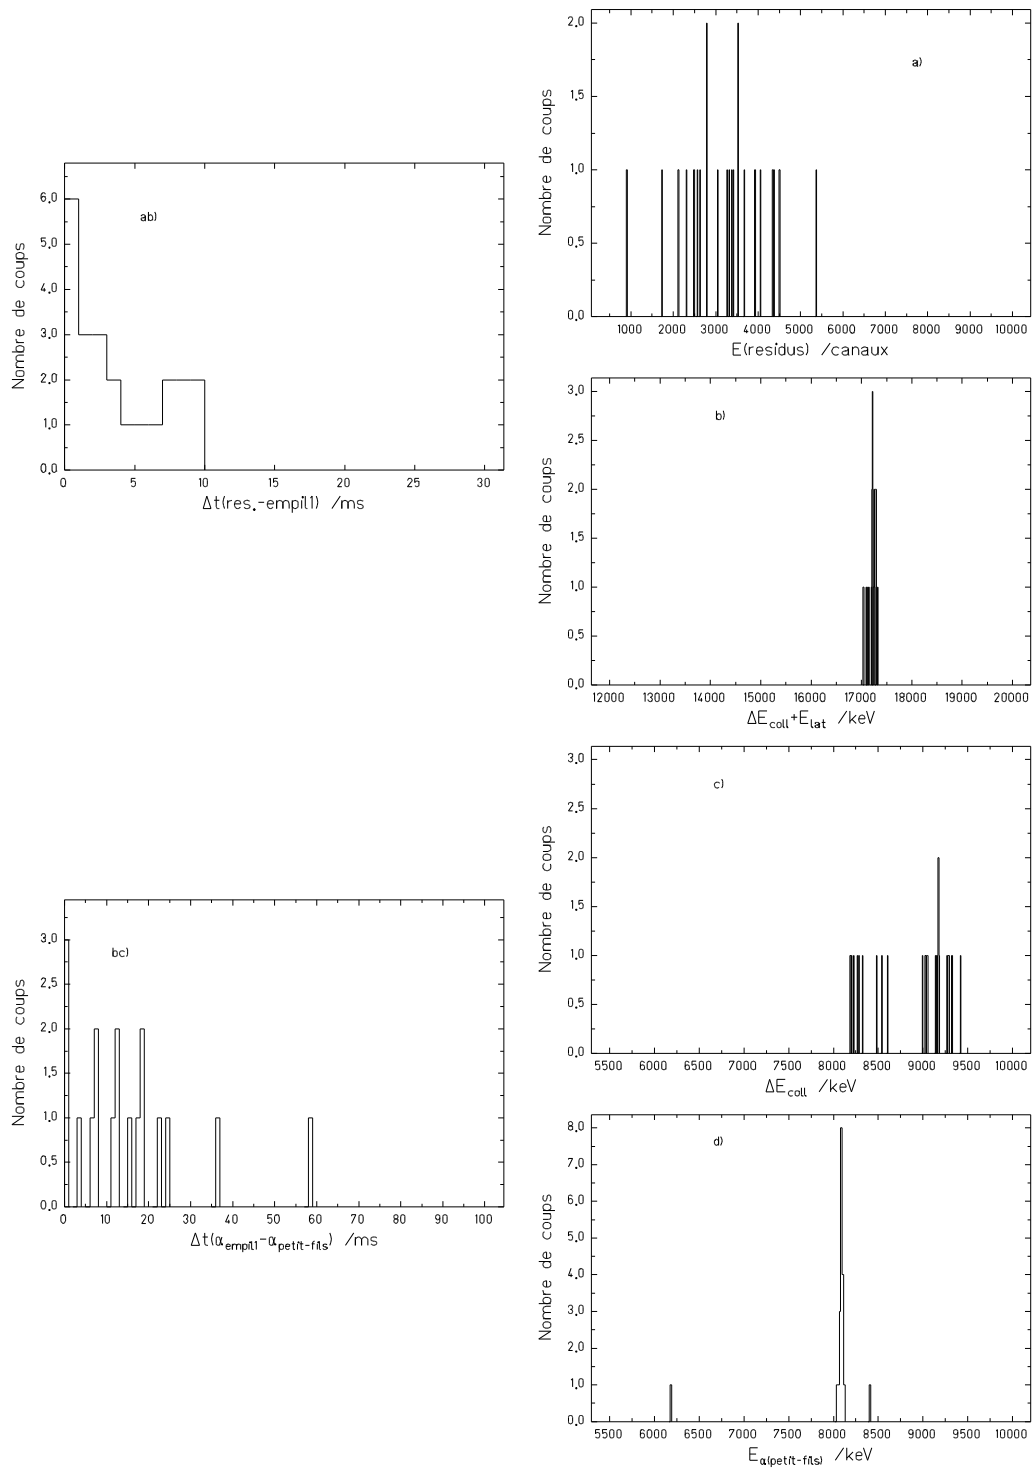 2.0
1.5
1.0
0.5
0.0
Nombre de coups
a)
1000 2000 3000 4000 5000 6000 7000 8000 9000 10000
E(residus) /canaux
6.0
5.0
4.0
3.0
2.0
1.0
0.0
Nombre de coups
ab)
0 5 10 15 20 25 30
Δt(res.-empil1) /ms
3.0
2.5
2.0
1.5
1.0
0.5
0.0
Nombre de coups
b)
12000 13000 14000 15000 16000 17000 18000 19000 20000
ΔEcoll+Elat /keV
3.0
2.5
2.0
1.5
1.0
0.5
0.0
Nombre de coups
c)
5500 6000 6500 7000 7500 8000 8500 9000 9500 10000
ΔEcoll /keV
3.0
2.5
2.0
1.5
1.0
0.5
0.0
Nombre de coups
bc)
0 10 20 30 40 50 60 70 80 90 100
Δt(αempil1-αpetit-fils) /ms
8.0
7.0
6.0
5.0
4.0
3.0
2.0
1.0
0.0
Nombre de coups
d)
5500 6000 6500 7000 7500 8000 8500 9000 9500 10000
Eα(petit-fils) /keV